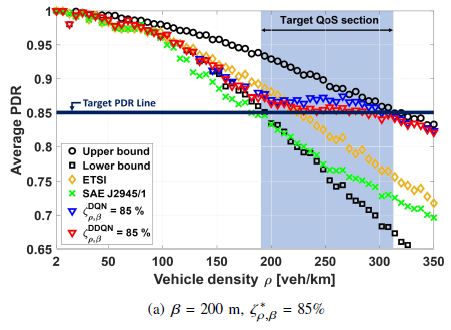 Target QoS section
Target PDR Line
Average PDR
1
0.95
0.9
0.85
0.8
0.75
0.7
0.65
Upper bound
Lower bound
ETSI
SAE J2945/1
ζ^DQN_ρ,β = 85 %
ζ^DDQN_ρ,β = 85 %
2 50 100 150 200 250 300 350
Vehicle density ρ [veh/km]
(a) β = 200 m, ζ*_ρ,β = 85%